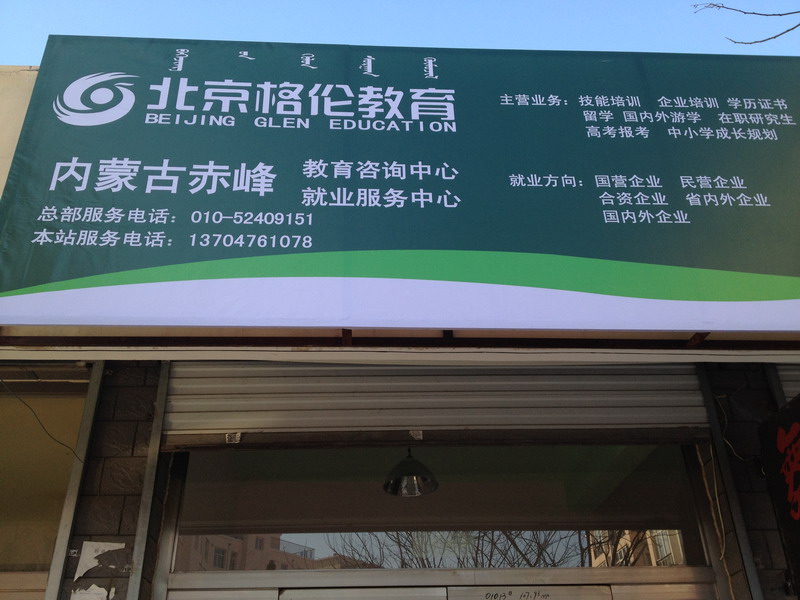 北京格伦教育
BEIJING GLEN EDUCATION
内蒙古赤峰
教育咨询中心
就业服务中心
总部服务电话：010-52409151
本站服务电话：13704761078
主营业务：技能培训 企业培训 学历证书
留学 国内外游学 在职研究生
高考报考 中小学成长规划
就业方向：国营企业 民营企业
合资企业 省内外企业
国内外企业